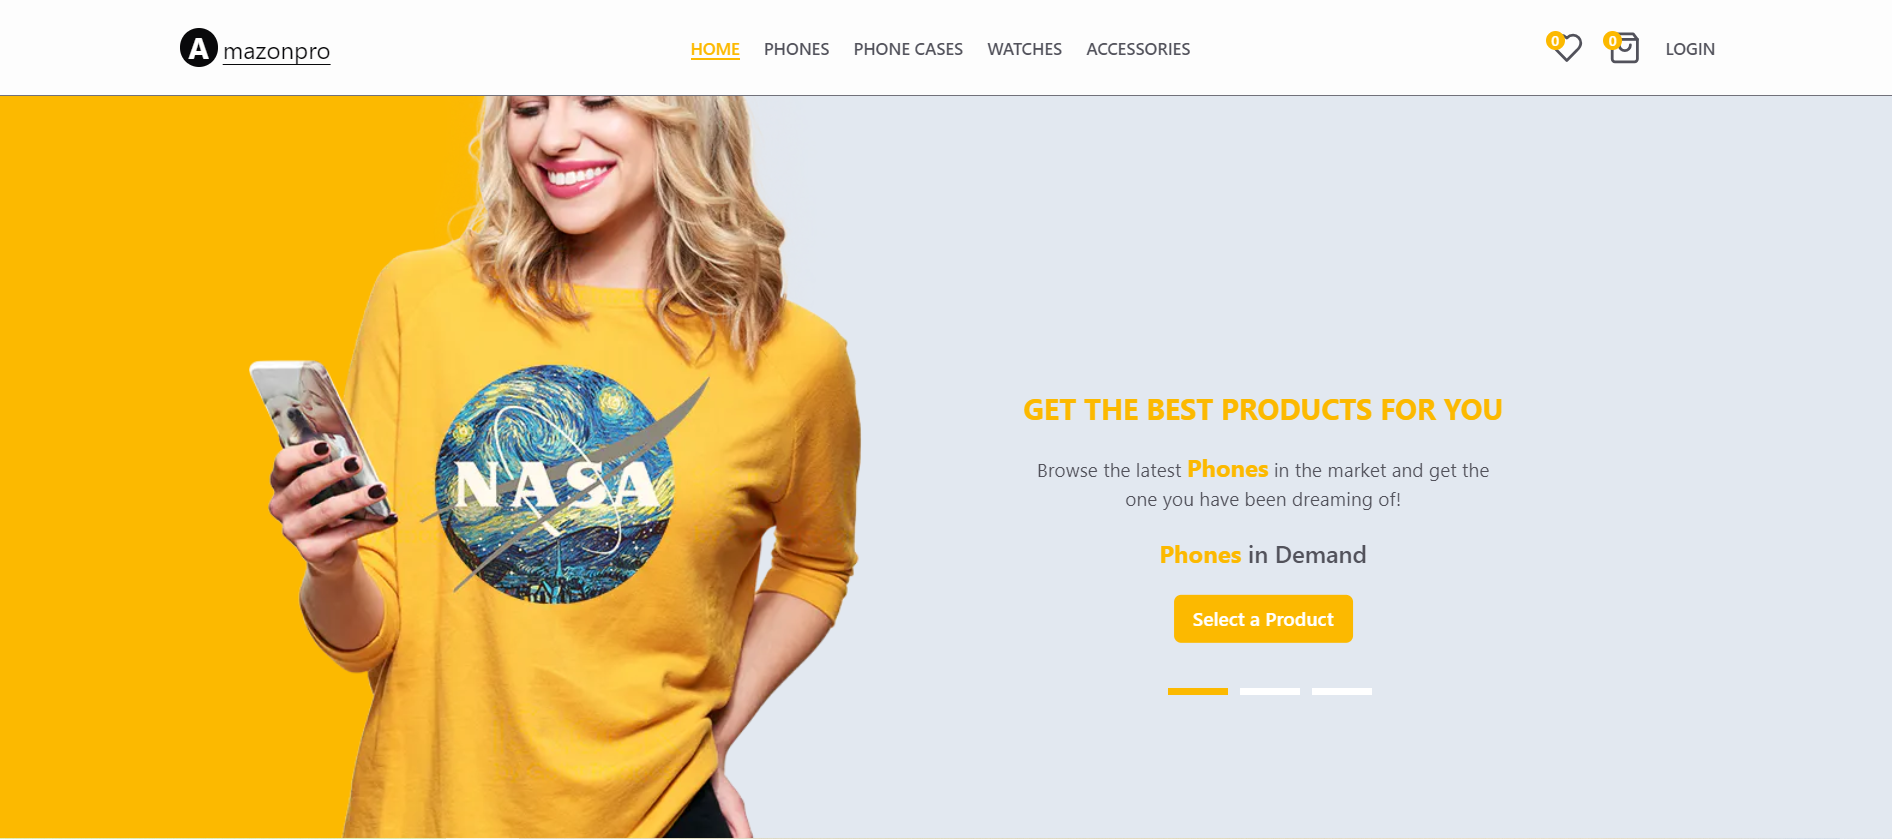 A mazonpro
HOME PHONES PHONE CASES WATCHES ACCESSORIES
0 0 LOGIN
NASA
GET THE BEST PRODUCTS FOR YOU
Browse the latest Phones in the market and get the
one you have been dreaming of!
Phones in Demand
Select a Product